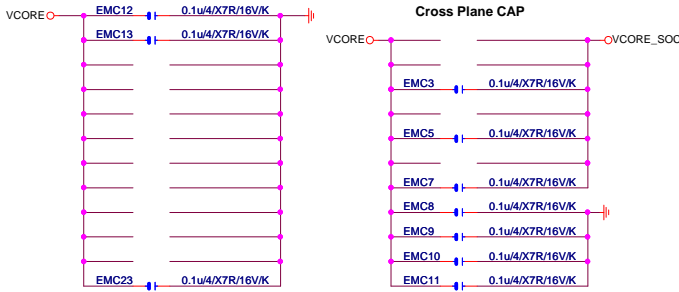 VCORE EMC12 0.1u/4/X7R/16V/K
EMC13 0.1u/4/X7R/16V/K
EMC23 0.1u/4/X7R/16V/K
Cross Plane CAP
VCORE VCORE_SOC
EMC3 0.1u/4/X7R/16V/K
EMC5 0.1u/4/X7R/16V/K
EMC7 0.1u/4/X7R/16V/K
EMC8 0.1u/4/X7R/16V/K
EMC9 0.1u/4/X7R/16V/K
EMC10 0.1u/4/X7R/16V/K
EMC11 0.1u/4/X7R/16V/K